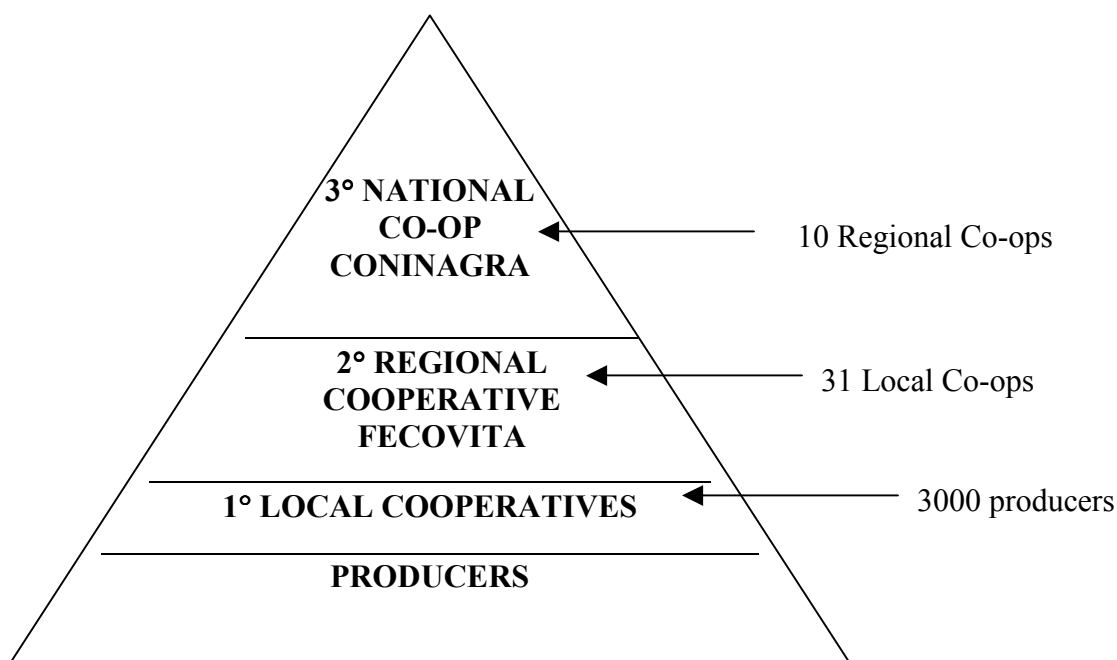 3° NATIONAL
CO-OP
CONINAGRA
10 Regional Co-ops
2° REGIONAL
COOPERATIVE
FECOVITA
31 Local Co-ops
1° LOCAL COOPERATIVES
3000 producers
PRODUCERS